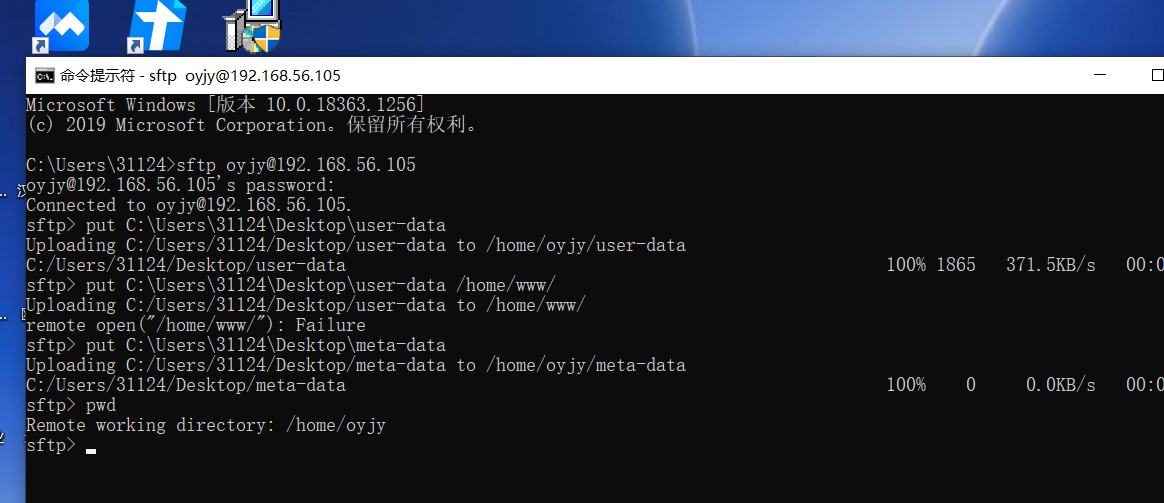 命令提示符 - sftp oyjy@192.168.56.105
Microsoft Windows [版本 10.0.18363.1256]
(c) 2019 Microsoft Corporation。保留所有权利。
C:\Users\31124>sftp oyjy@192.168.56.105
oyjy@192.168.56.105's password:
Connected to oyjy@192.168.56.105.
sftp> put C:\Users\31124\Desktop\user-data
Uploading C:/Users/31124/Desktop/user-data to /home/oyjy/user-data
C:/Users/31124/Desktop/user-data 100% 1865 371.5KB/s 00:0
sftp> put C:\Users\31124\Desktop\user-data /home/www/
Uploading C:/Users/31124/Desktop/user-data to /home/www/
remote open("/home/www/"): Failure
sftp> put C:\Users\31124\Desktop\meta-data
Uploading C:/Users/31124/Desktop/meta-data to /home/oyjy/meta-data
C:/Users/31124/Desktop/meta-data 100% 0 0.0KB/s 00:0
sftp> pwd
Remote working directory: /home/oyjy
sftp>